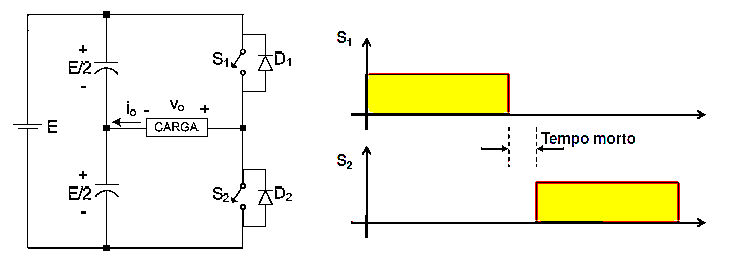 +
E/2
-
S₁
D₁
E
iₒ
- vₒ +
CARGA
+
E/2
-
S₂
D₂
S₁
Tempo morto
S₂